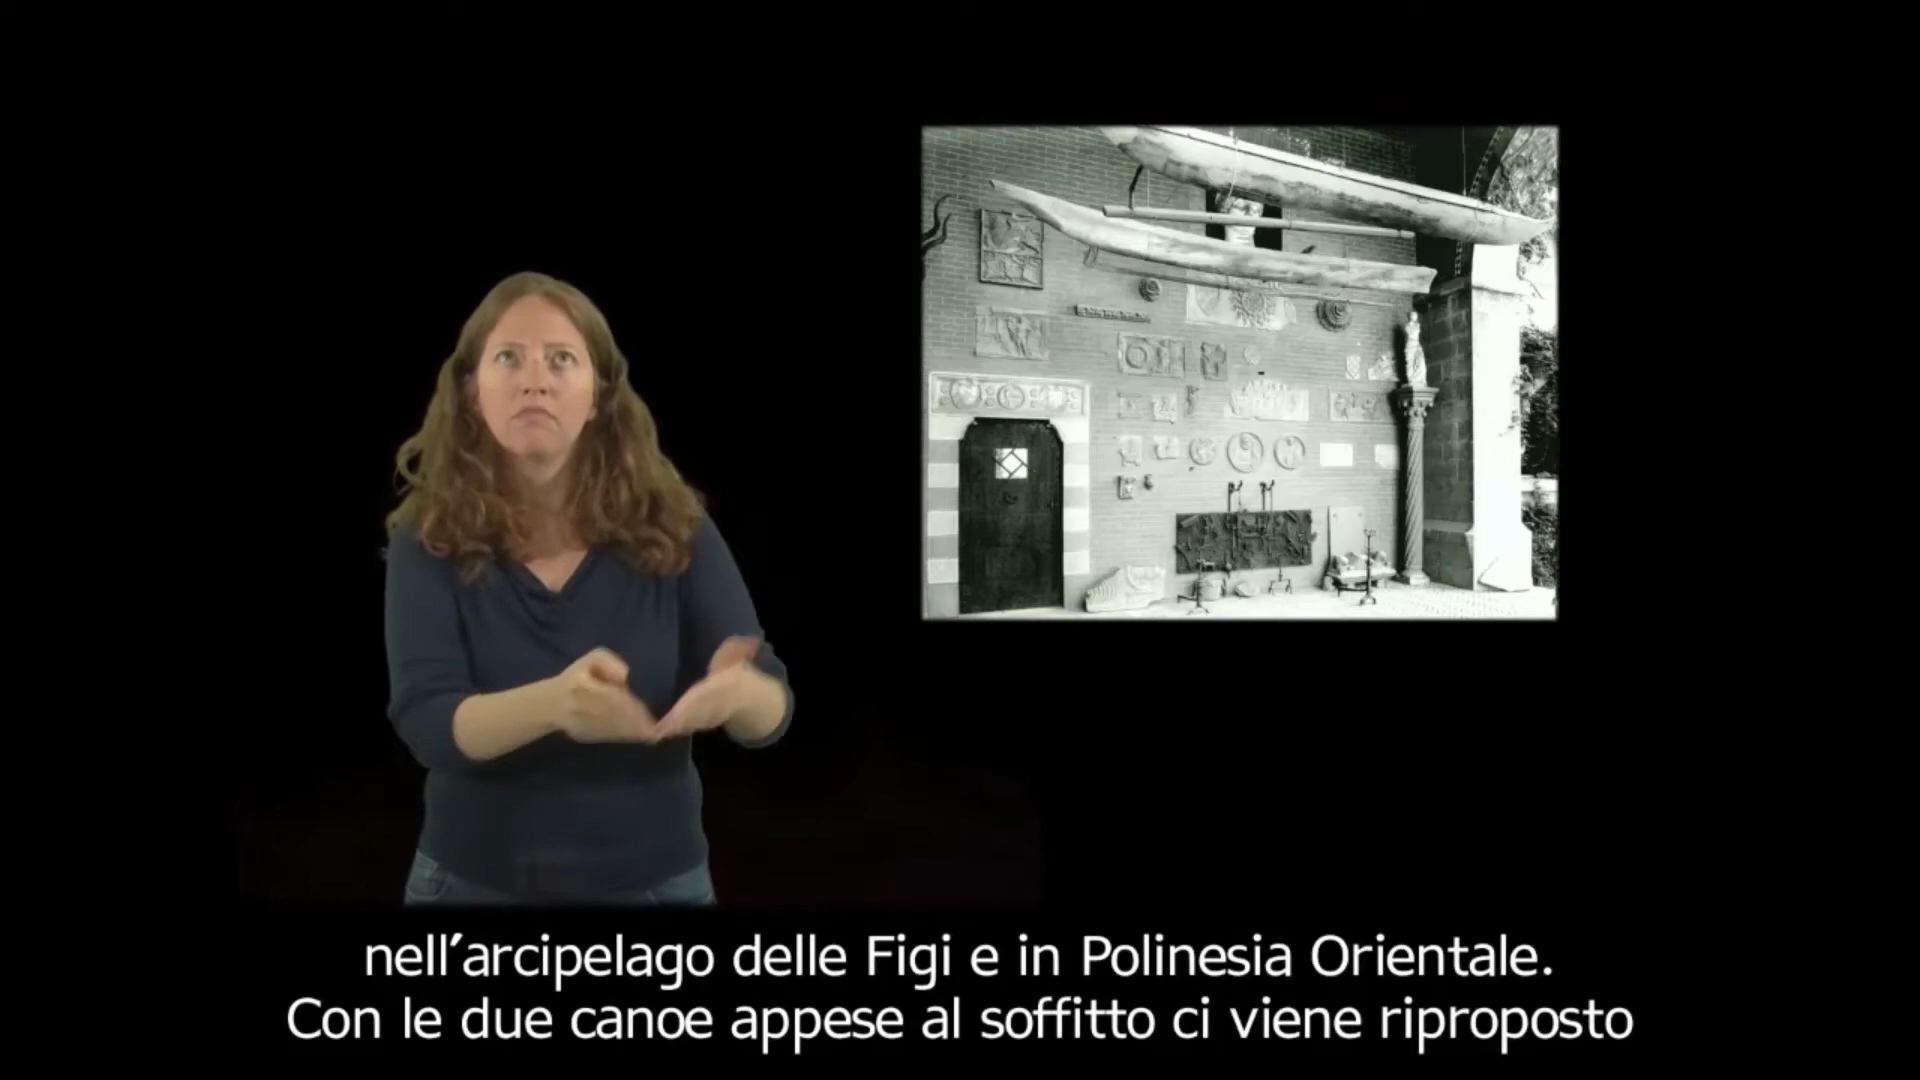 nell´arcipelago delle Figi e in Polinesia Orientale.
Con le due canoe appese al soffitto ci viene riproposto